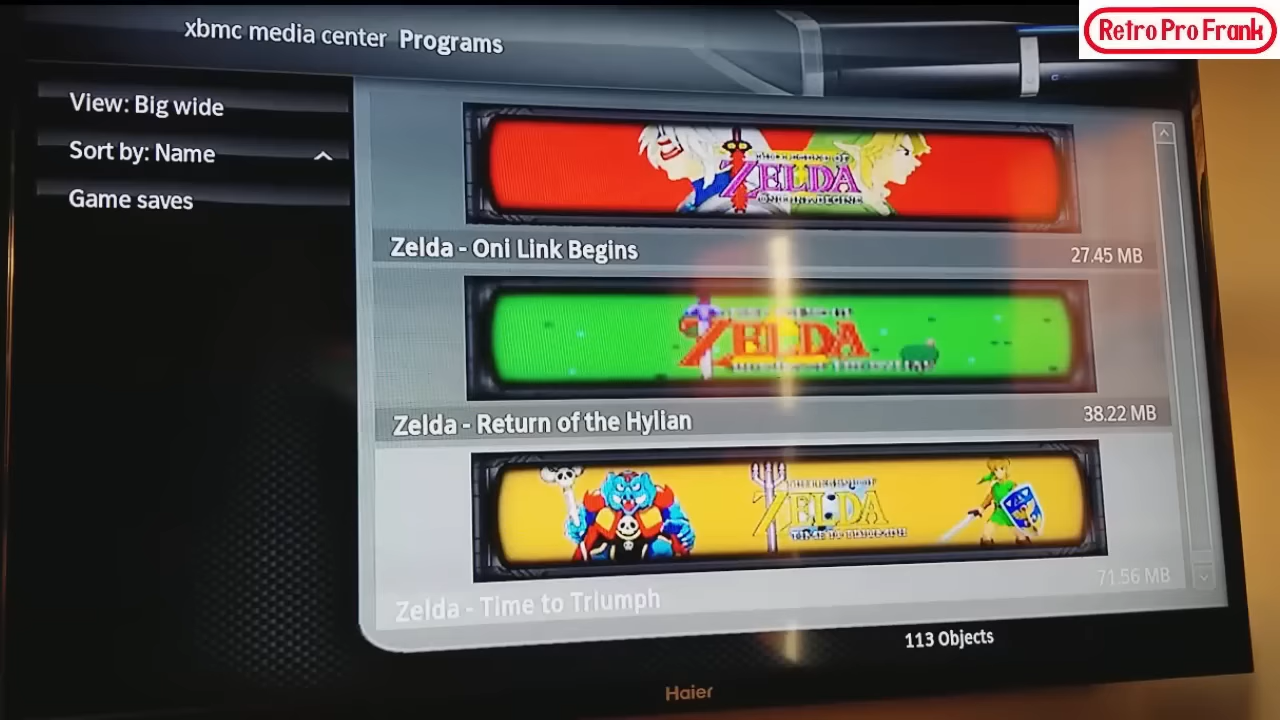 Retro Pro Frank
xbmc media center Programs
View: Big wide
Sort by: Name
Game saves
ZELDA
Zelda - Oni Link Begins
27.45 MB
ZELDA
Zelda - Return of the Hylian
38.22 MB
ZELDA
Zelda - Time to Triumph
71.56 MB
113 Objects
Haier